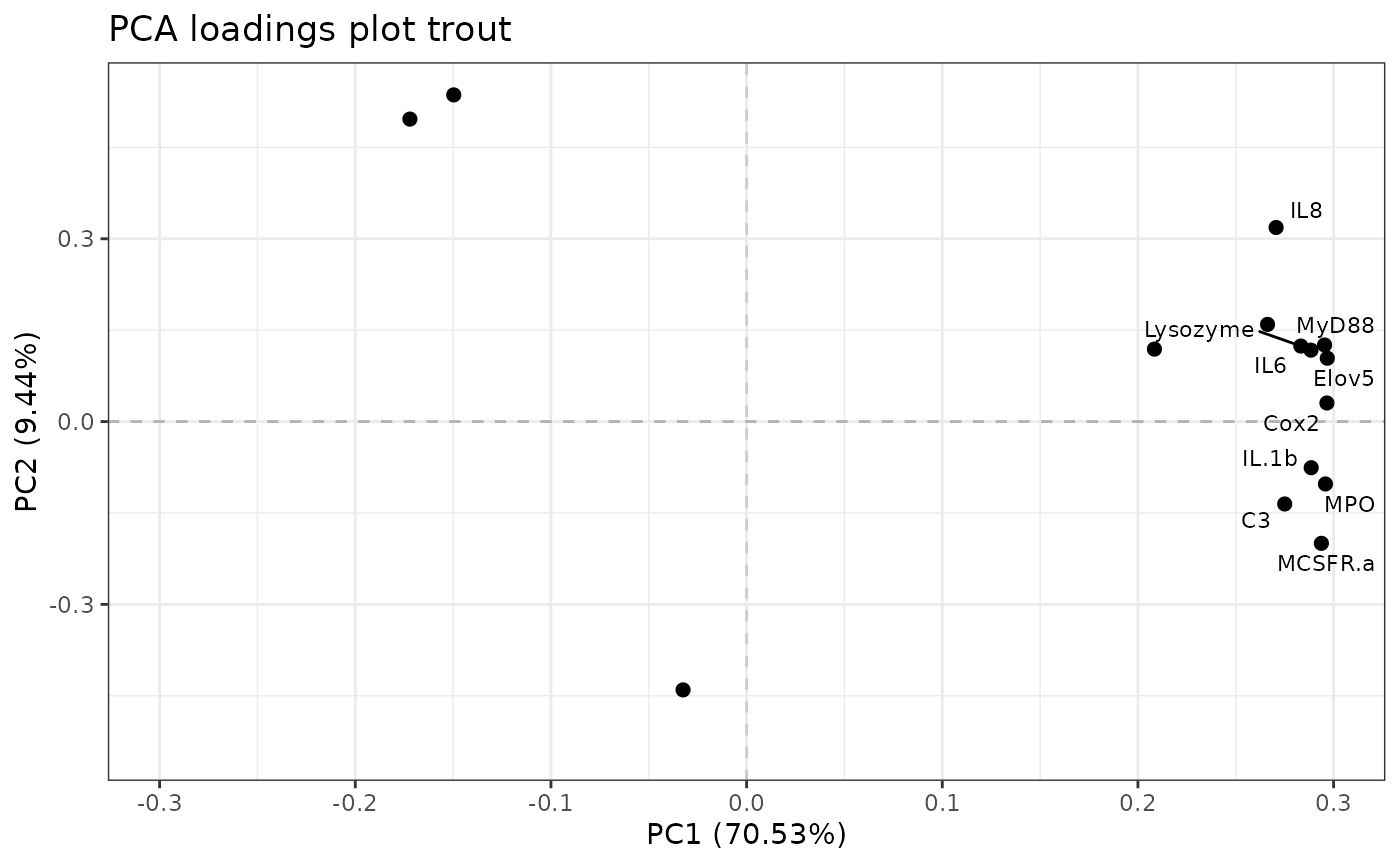 PCA loadings plot trout
PC2 (9.44%)
0.3
0.0
-0.3
IL8
Lysozyme
MyD88
IL6
Elov5
Cox2
IL.1b
MPO
C3
MCSFR.a
-0.3
-0.2
-0.1
0.0
0.1
0.2
0.3
PC1 (70.53%)